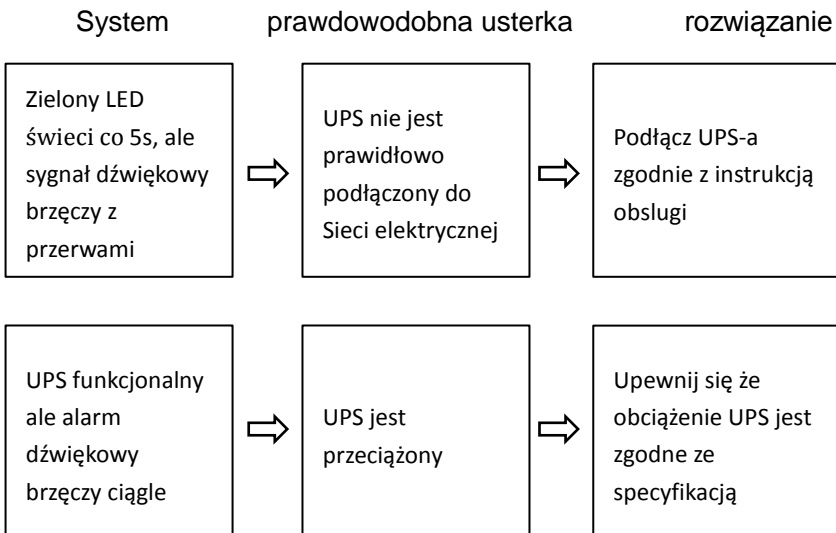 System prawdowodobna usterka rozwiązanie
Zielony LED
świeci co 5s, ale
sygnał dźwiękowy
brzęczy z
przerwami
UPS nie jest
prawidłowo
podłączony do
Sieci elektrycznej
Podłącz UPS-a
zgodnie z instrukcją
obslugi
UPS funkcjonalny
ale alarm
dźwiękowy
brzęczy ciągle
UPS jest
przeciążony
Upewnij się że
obciążenie UPS jest
zgodne ze
specyfikacją